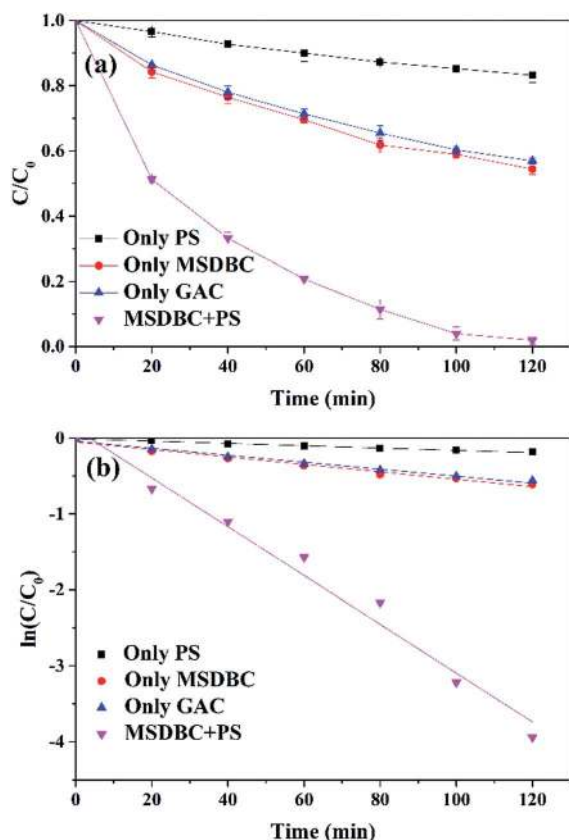 1.0
0.8
0.6
0.4
0.2
0.0
C/C0
(a)
Only PS
Only MSDBC
Only GAC
MSDBC+PS
20 40 60 80 100 120
Time (min)
0
-1
-2
-3
-4
ln(C/C0)
(b)
Only PS
Only MSDBC
Only GAC
MSDBC+PS
20 40 60 80 100 120
Time (min)